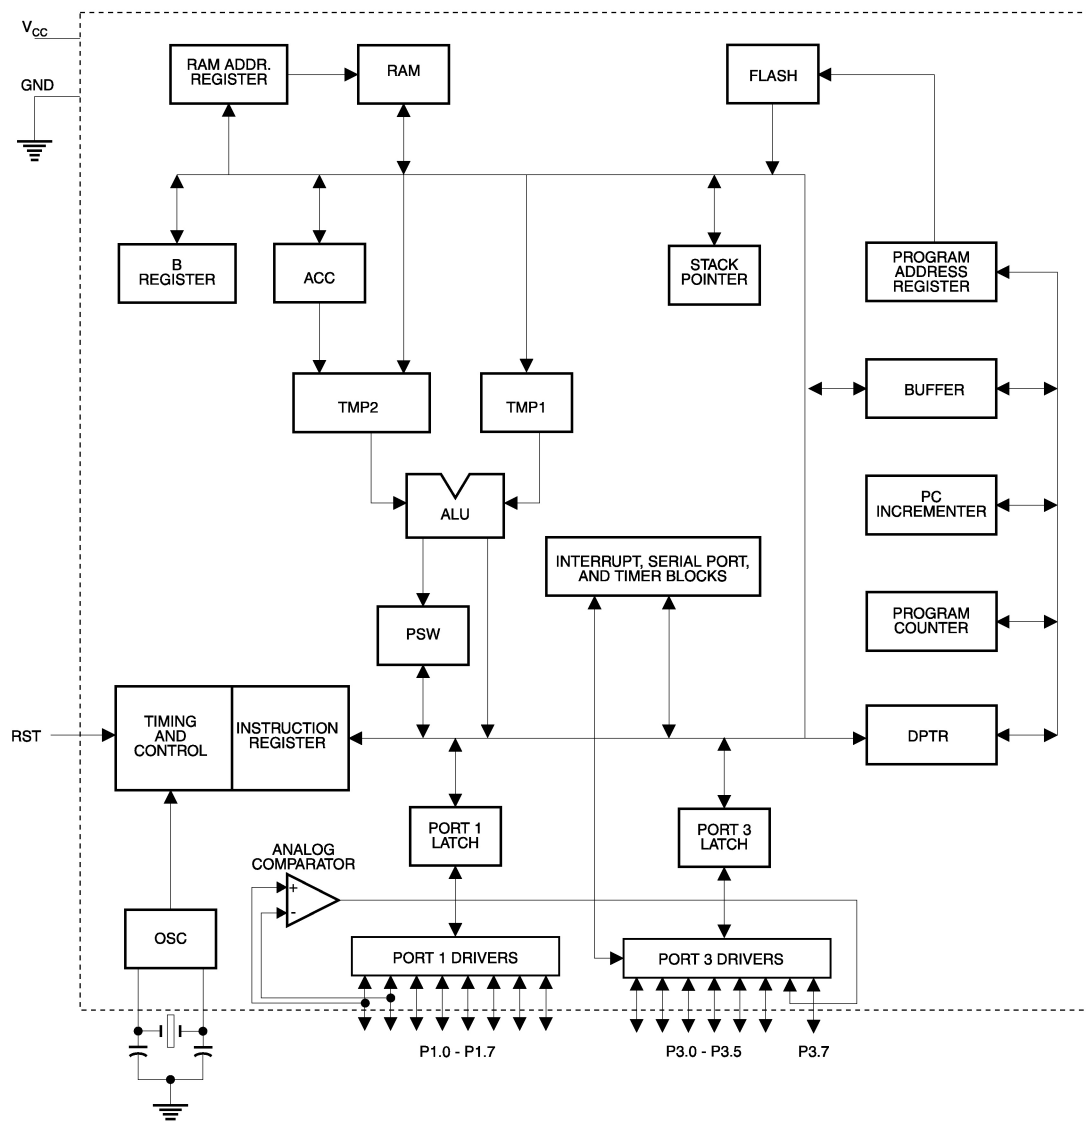 VCC
GND
RAM ADDR.
REGISTER
RAM
FLASH
B
REGISTER
ACC
STACK
POINTER
PROGRAM
ADDRESS
REGISTER
TMP2
TMP1
BUFFER
ALU
PC
INCREMENTER
INTERRUPT, SERIAL PORT,
AND TIMER BLOCKS
PSW
PROGRAM
COUNTER
RST
TIMING
AND
CONTROL
INSTRUCTION
REGISTER
DPTR
PORT 1
LATCH
PORT 3
LATCH
ANALOG
COMPARATOR
+
-
OSC
PORT 1 DRIVERS
PORT 3 DRIVERS
P1.0 - P1.7
P3.0 - P3.5
P3.7